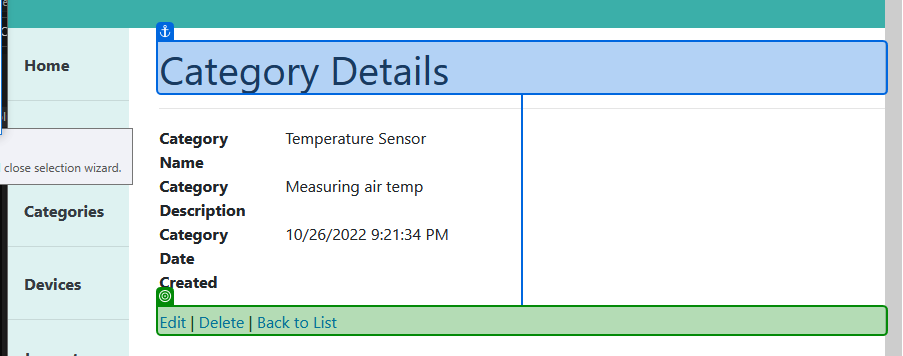 Home
Category Details
Category Name
Temperature Sensor
close selection wizard.
Category Description
Measuring air temp
Categories
Category Date Created
10/26/2022 9:21:34 PM
Devices
Edit | Delete | Back to List